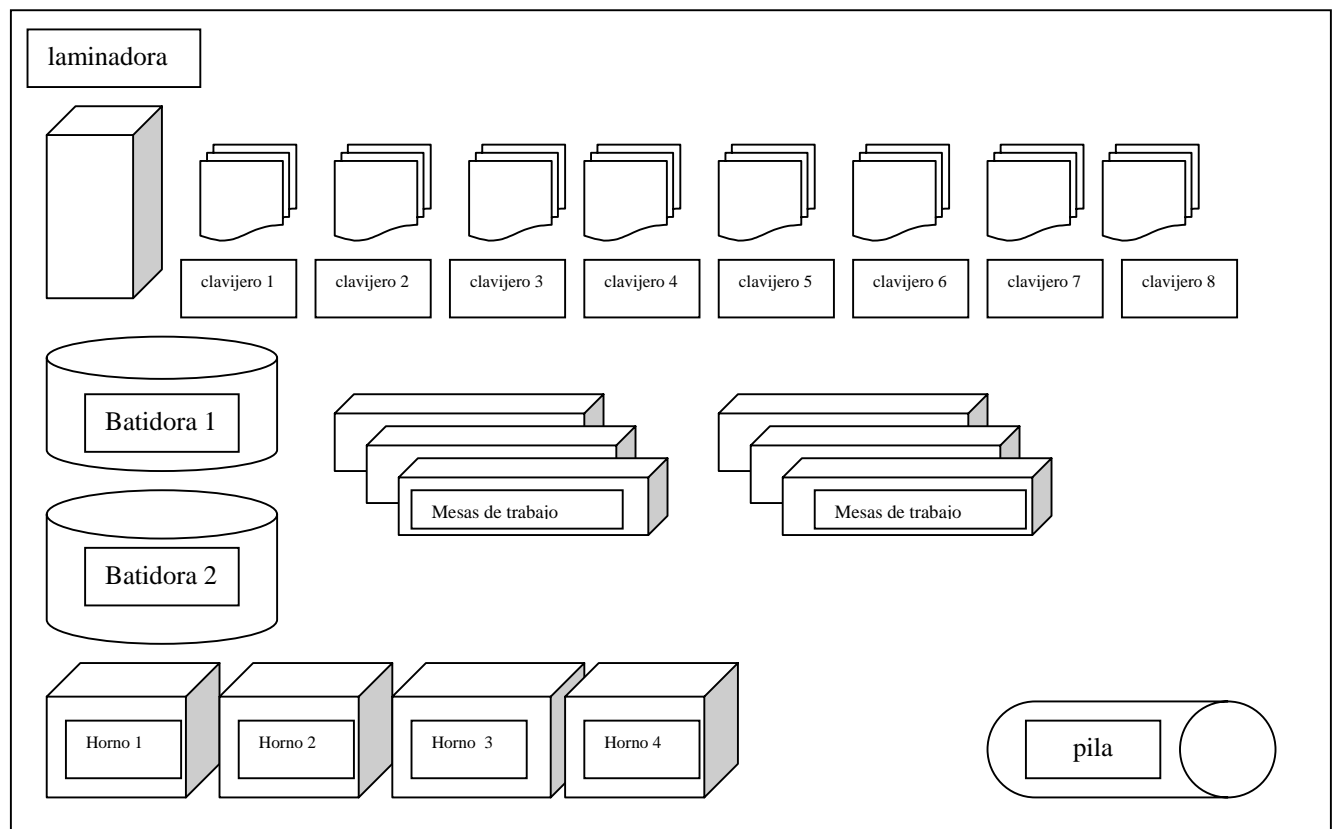 laminadora
clavijero 1 clavijero 2 clavijero 3 clavijero 4 clavijero 5 clavijero 6 clavijero 7 clavijero 8
Batidora 1
Mesas de trabajo Mesas de trabajo
Batidora 2
Horno 1 Horno 2 Horno 3 Horno 4
pila